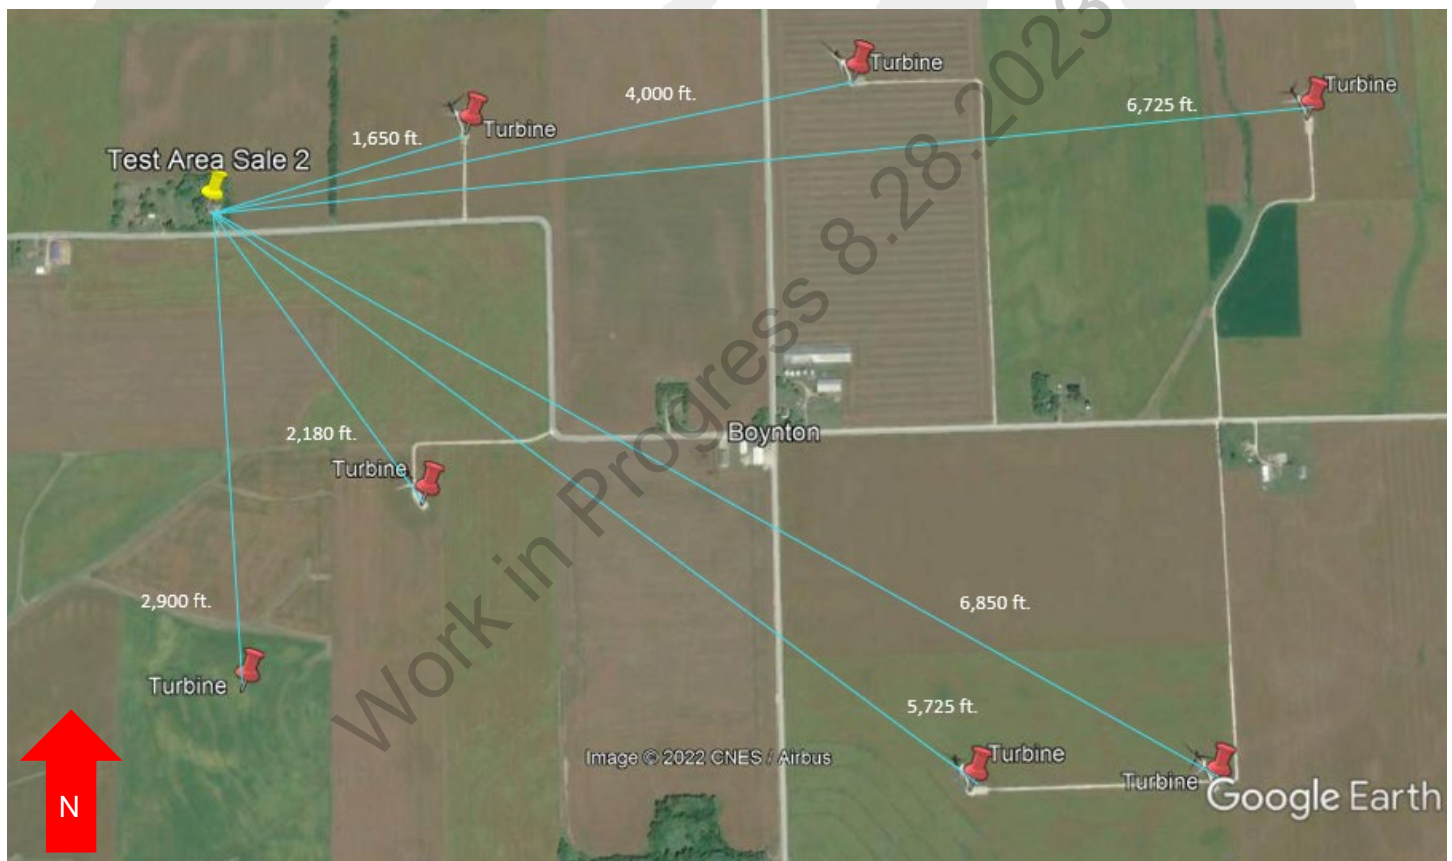 Turbine
4,000 ft.
6,725 ft.
Turbine
1,650 ft.
Turbine
Test Area Sale 2
Boynton
2,180 ft.
Turbine
2,900 ft.
6,850 ft.
Turbine
5,725 ft.
Turbine
Image © 2022 CNES / Airbus
Turbine
Google Earth
N
Work in Progress 8.28.2023